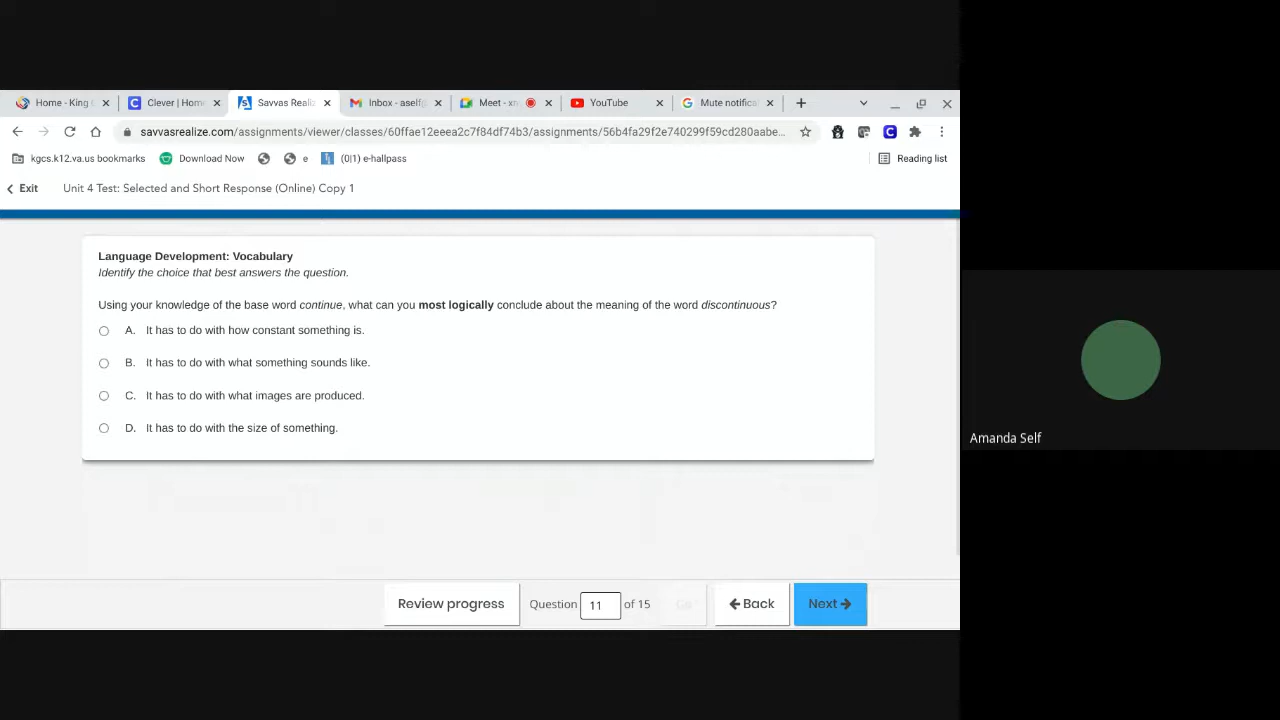 Home - King
Clever | Home
Savvas Realiz
Inbox - aself
Meet - x
YouTube
Mute notifica
savvasrealize.com/assignments/viewer/classes/60ffae12eeea2c7f84df74b3/assignments/56b4fa29f2e740299f59cd280aabe...
kgcs.k12.va.us bookmarks
Download Now
e
(0|1) e-hallpass
Reading list
Exit
Unit 4 Test: Selected and Short Response (Online) Copy 1
Language Development: Vocabulary
Identify the choice that best answers the question.
Using your knowledge of the base word continue, what can you most logically conclude about the meaning of the word discontinuous?
A. It has to do with how constant something is.
B. It has to do with what something sounds like.
C. It has to do with what images are produced.
D. It has to do with the size of something.
Amanda Self
Review progress
Question 11 of 15
Go
Back
Next